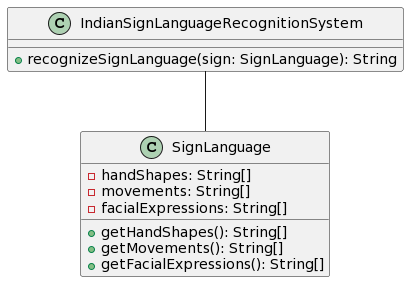 C IndianSignLanguageRecognitionSystem
recognizeSignLanguage(sign: SignLanguage): String
C SignLanguage
handShapes: String[]
movements: String[]
facialExpressions: String[]
getHandShapes(): String[]
getMovements(): String[]
getFacialExpressions(): String[]